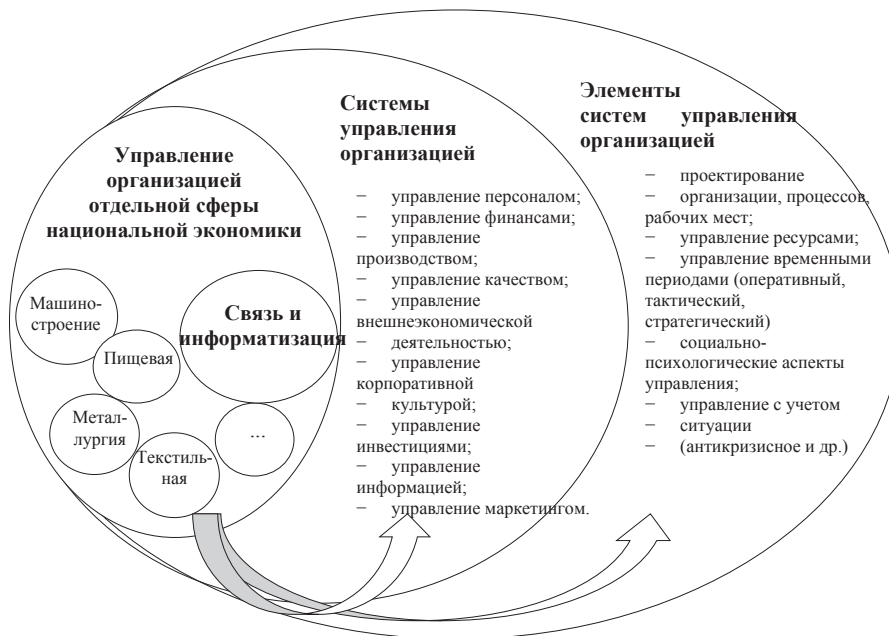 Управление
организацией
отдельной сферы
национальной экономики
Машино-
строение
Пищевая
Связь и
информатизация
Метал-
лургия
Текстиль-
ная
...
Системы
управления
организацией
– управление персоналом;
– управление финансами;
– управление
производством;
– управление качеством;
– управление
внешнеэкономической
– деятельностью;
– управление
корпоративной
– культурой;
– управление
инвестициями;
– управление
информацией;
– управление маркетингом.
Элементы
систем управления
организацией
– проектирование
– организации, процессов,
рабочих мест;
– управление ресурсами;
– управление временными
периодами (оперативный,
тактический,
стратегический)
– социально-
психологические аспекты
управления;
– управление с учетом
– ситуации
– (антикризисное и др.)